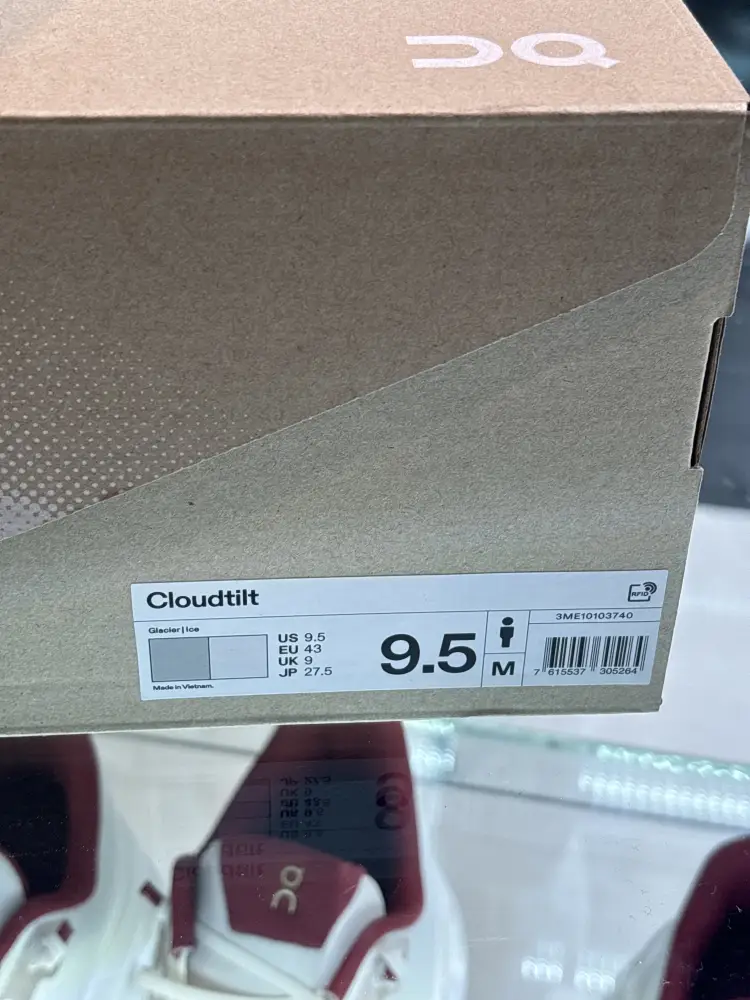 Cloudtilt
RFID
Glacier | Ice
Made in Vietnam.
US 9.5
EU 43
UK 9
JP 27.5
9.5
M
3ME10103740
7 615537 305264